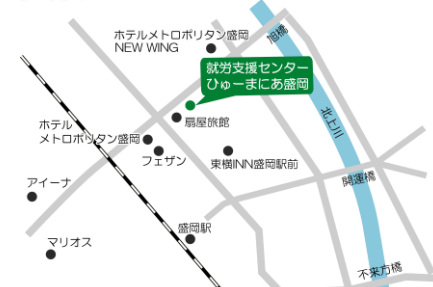 ホテルメトロポリタン盛岡
NEW WING
旭橋
就労支援センター
ひゅーまにあ盛岡
北上川
扇屋旅館
ホテル
メトロポリタン盛岡
フェザン
東横INN盛岡駅前
開運橋
アイーナ
盛岡駅
マリオス
不来方橋